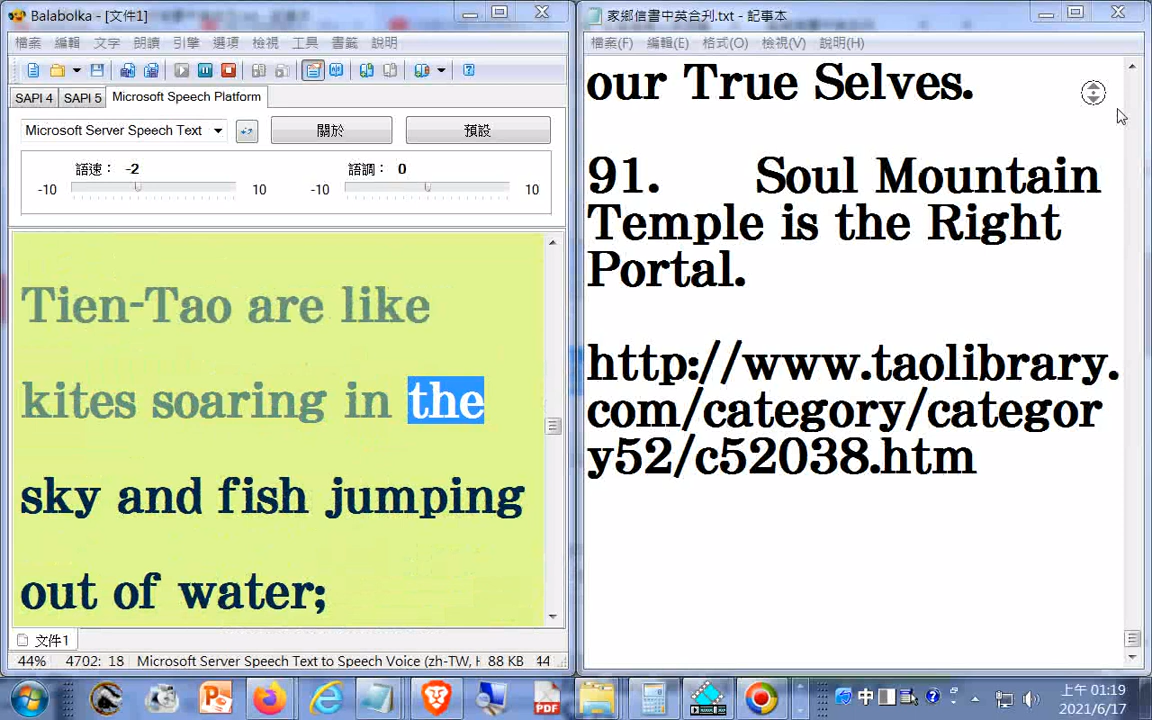 Balabolka - [文件1]
檔案 編輯 文字 朗讀 引擎 選項 檢視 工具 書籤 說明
SAPI 4 SAPI 5 Microsoft Speech Platform
Microsoft Server Speech Text 關於 預設
語速： -2 語調： 0
-10 10 -10 10
Tien-Tao are like
kites soaring in the
sky and fish jumping
out of water;
文件1
44% 4702: 18 Microsoft Server Speech Text to Speech Voice (zh-TW, H 88 KB 44
家鄉信書中英合刋.txt - 記事本
檔案(F) 編輯(E) 格式(O) 檢視(V) 說明(H)
our True Selves.
91. Soul Mountain
Temple is the Right
Portal.
http://www.taolibrary.
com/category/categor
y52/c52038.htm
PDF
中
上午 01:19
2021/6/17